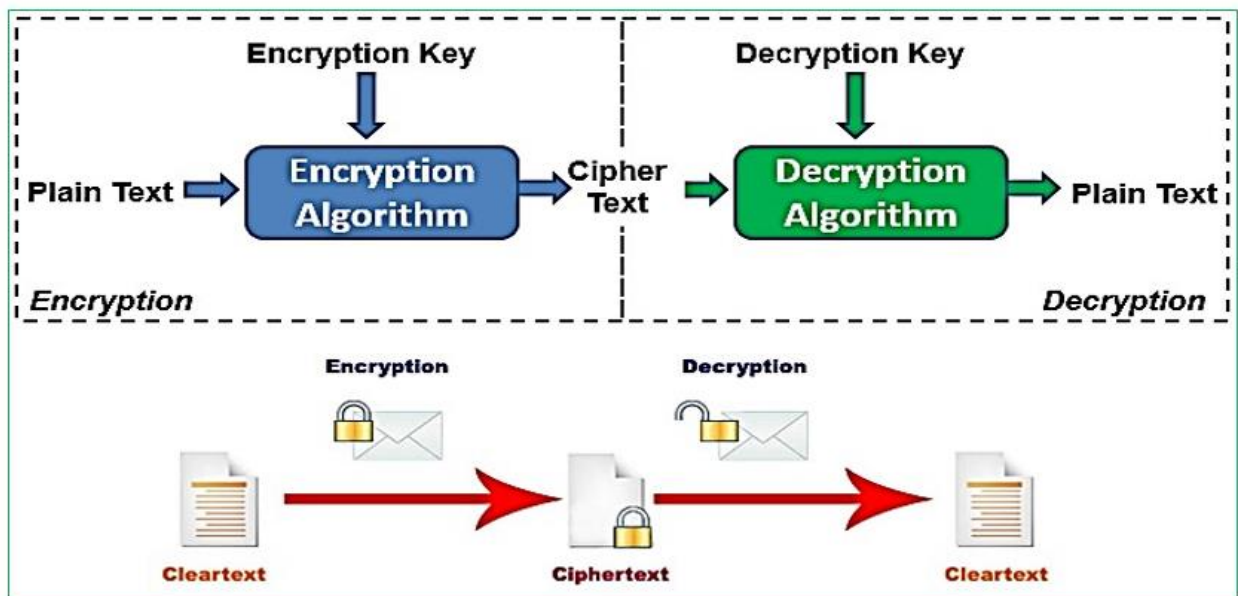 Encryption Key
Decryption Key
Plain Text
Encryption
Algorithm
Cipher
Text
Decryption
Algorithm
Plain Text
Encryption
Decryption
Encryption
Decryption
Cleartext
Ciphertext
Cleartext